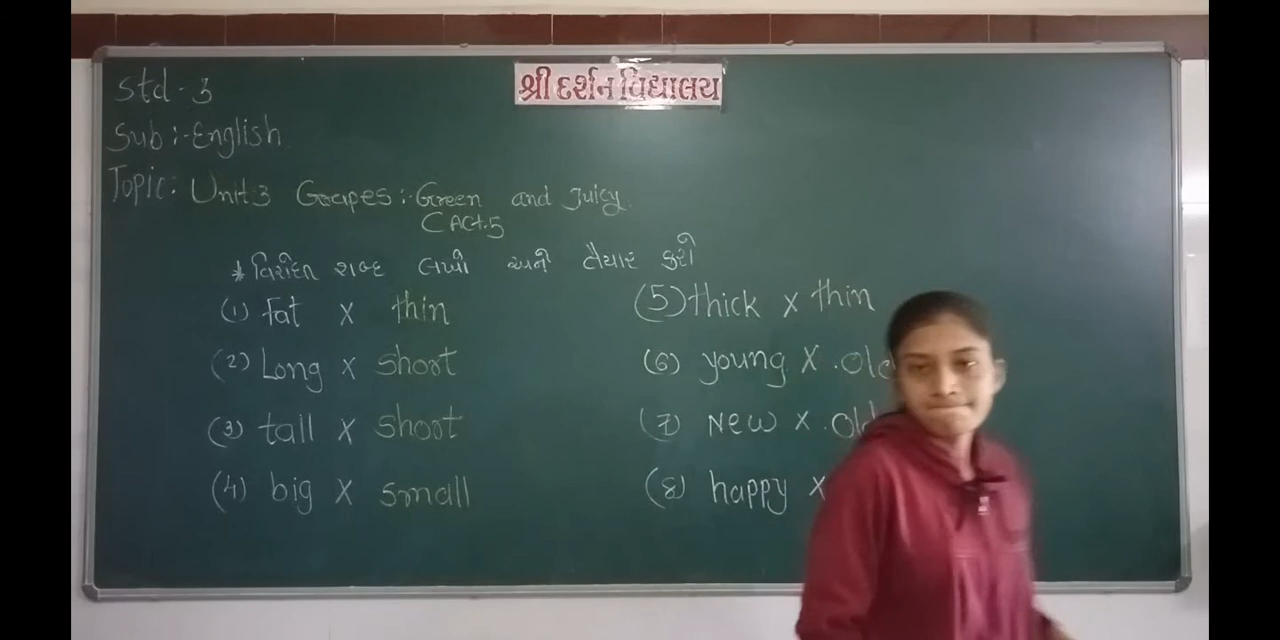 શ્રી દર્શન વિદ્યાલય
Std - 3
Sub :- English
Topic : Unit 3 Grapes :- Green and Juicy
C Act. 5
* વિરોધી શબ્દ લખો અને તૈયાર કરો
(1) fat x thin
(2) Long x short
(3) tall x short
(4) big x small
(5) thick x thin
(6) young x . old
(7) New x . old
(8) happy x